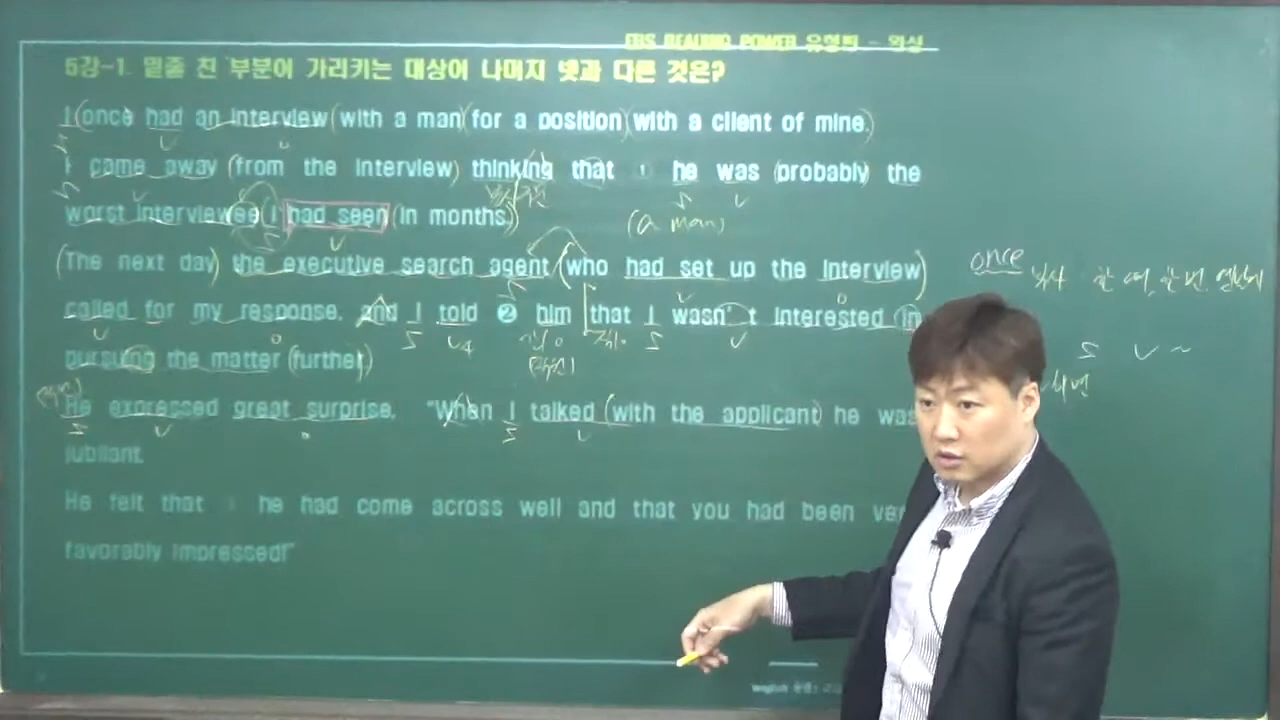 EBS READING POWER 유형편 - 완성
5강-1. 밑줄 친 부분이 가리키는 대상이 나머지 넷과 다른 것은?
I once had an interview with a man for a position with a client of mine.
I came away from the interview thinking that he was probably the
worst interviewee I had seen in months.
(a man)
The next day the executive search agent who had set up the interview
once
called for my response, and I told ❷ him that I wasn't interested in
pursuing the matter further.
S V ~
He expressed great surprise. "When I talked with the applicant he was
jubilant.
He felt that he had come across well and that you had been
favorably impressed!"